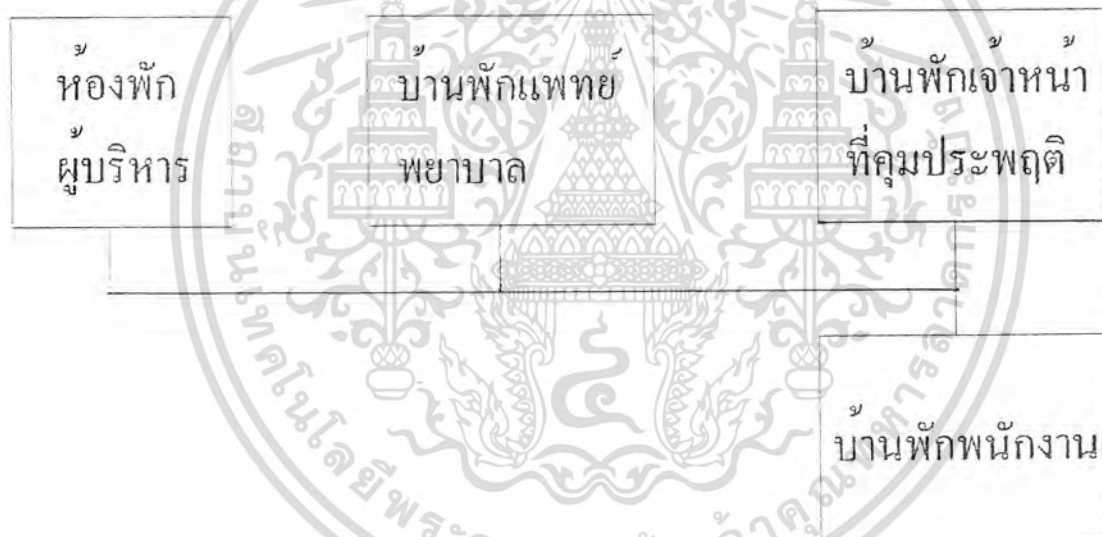 ห้องพัก
ผู้บริหาร
บ้านพักแพทย์
พยาบาล
บ้านพักเจ้าหน้า
ที่คุมประพฤติ
บ้านพักพนักงาน